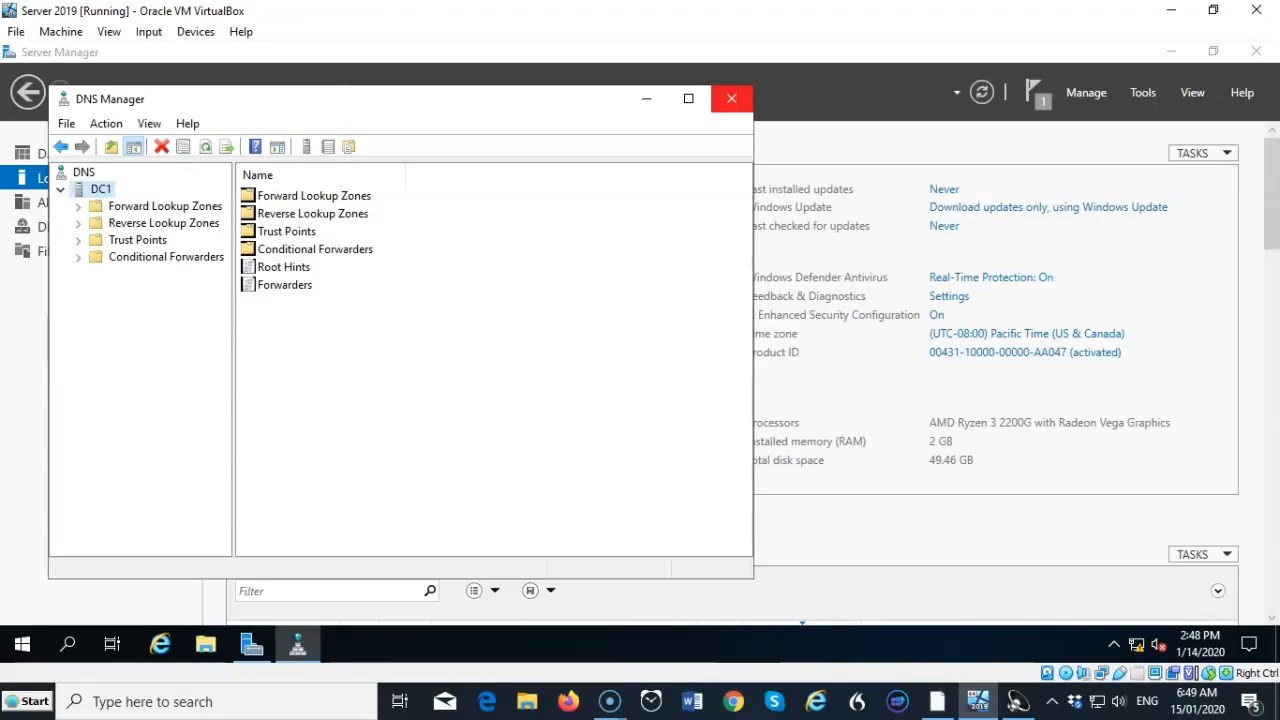 Server 2019 [Running] - Oracle VM VirtualBox
File Machine View Input Devices Help
Server Manager
1 Manage Tools View Help
DNS Manager
File Action View Help
DNS
DC1
Forward Lookup Zones
Reverse Lookup Zones
Trust Points
Conditional Forwarders
Name
Forward Lookup Zones
Reverse Lookup Zones
Trust Points
Conditional Forwarders
Root Hints
Forwarders
TASKS
ast installed updates Never
Windows Update Download updates only, using Windows Update
ast checked for updates Never
Windows Defender Antivirus Real-Time Protection: On
eedback & Diagnostics Settings
Enhanced Security Configuration On
me zone (UTC-08:00) Pacific Time (US & Canada)
roduct ID 00431-10000-00000-AA047 (activated)
rocessors AMD Ryzen 3 2200G with Radeon Vega Graphics
stalled memory (RAM) 2 GB
otal disk space 49.46 GB
TASKS
Filter
2:48 PM
1/14/2020
Right Ctrl
Start Type here to search
ENG
6:49 AM
15/01/2020
5